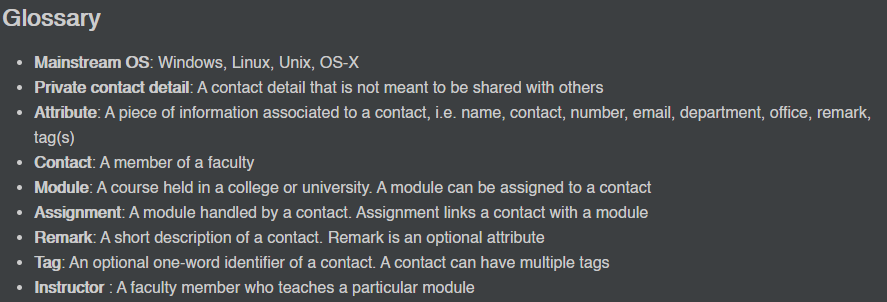 Glossary
• Mainstream OS: Windows, Linux, Unix, OS-X
• Private contact detail: A contact detail that is not meant to be shared with others
• Attribute: A piece of information associated to a contact, i.e. name, contact, number, email, department, office, remark,
tag(s)
• Contact: A member of a faculty
• Module: A course held in a college or university. A module can be assigned to a contact
• Assignment: A module handled by a contact. Assignment links a contact with a module
• Remark: A short description of a contact. Remark is an optional attribute
• Tag: An optional one-word identifier of a contact. A contact can have multiple tags
• Instructor : A faculty member who teaches a particular module